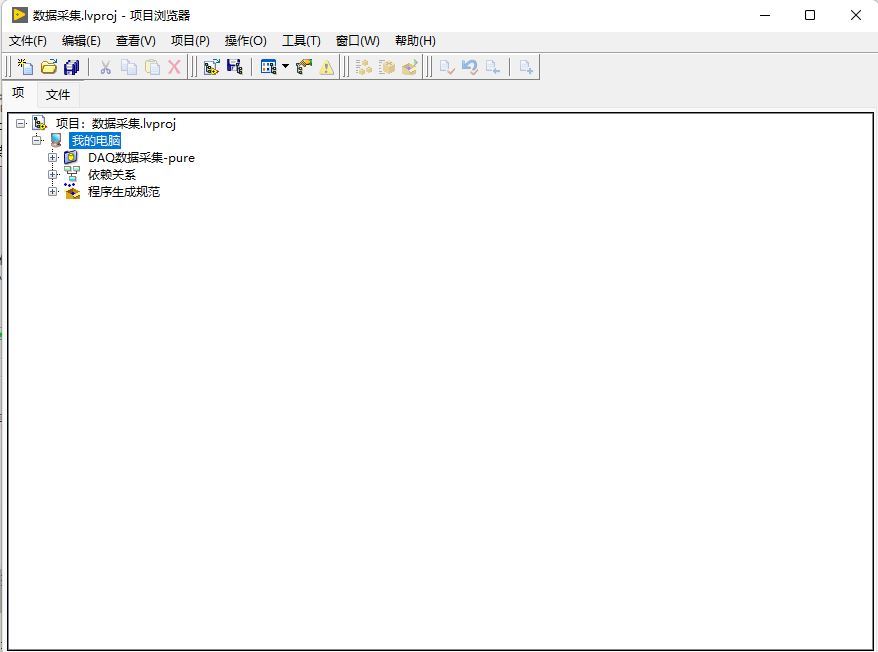 数据采集.lvproj - 项目浏览器
文件(F) 编辑(E) 查看(V) 项目(P) 操作(O) 工具(T) 窗口(W) 帮助(H)
项 文件
项目: 数据采集.lvproj
我的电脑
DAQ数据采集-pure
依赖关系
程序生成规范